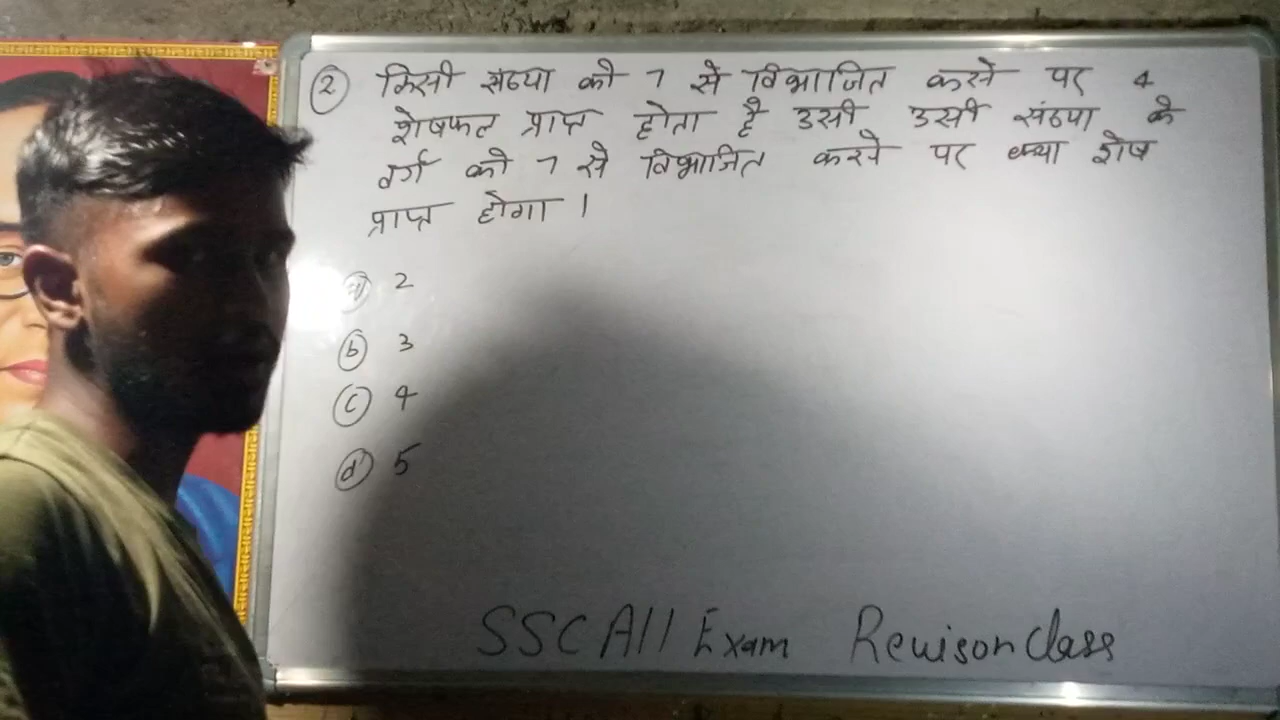 ② किसी संख्या को 7 से विभाजित करने पर 4
शेषफल प्राप्त होता है उसी उसी संख्या के
वर्ग को 7 से विभाजित करने पर क्या शेष
प्राप्त होगा ।
ⓐ 2
ⓑ 3
ⓒ 4
ⓓ 5
SSC All Exam Revison Class